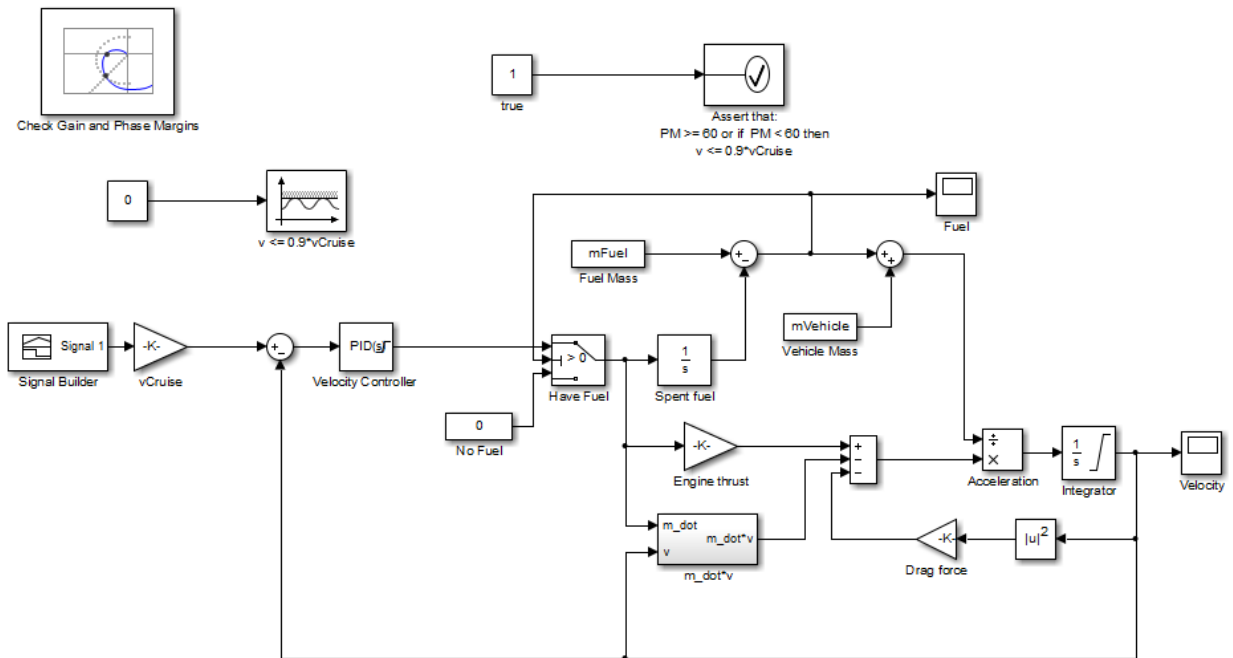 Check Gain and Phase Margins
1
true
Assert that:
PM >= 60 or if PM < 60 then
v <= 0.9*vCruise
0
v <= 0.9*vCruise
Fuel
mFuel
Fuel Mass
+
-
+
+
mVehicle
Vehicle Mass
Signal 1
Signal Builder
-K-
vCruise
+
-
PID(s)
Velocity Controller
> 0
Have Fuel
1
s
Spent fuel
0
No Fuel
-K-
Engine thrust
+
-
-
÷
×
Acceleration
1
s
Integrator
Velocity
m_dot
v
m_dot*v
m_dot*v
-K-
Drag force
|u|²